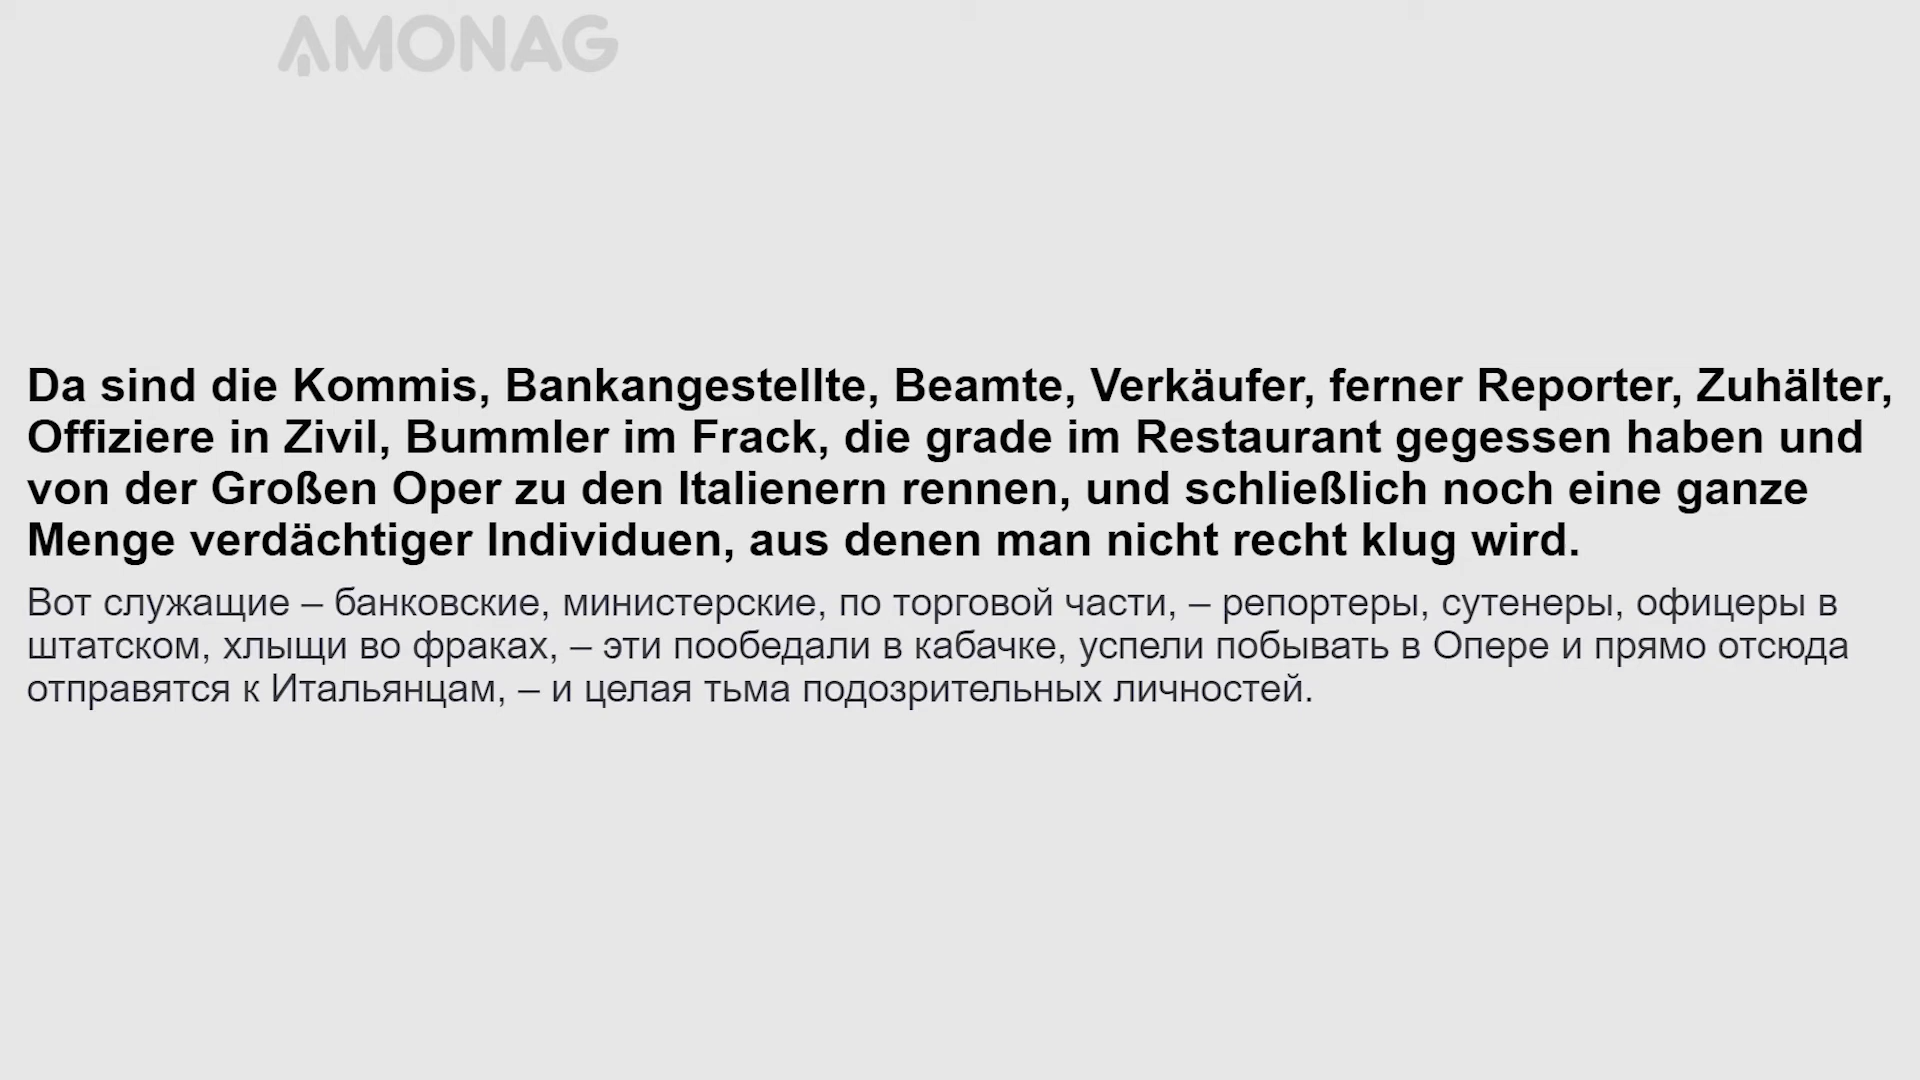 AMONAG
Da sind die Kommis, Bankangestellte, Beamte, Verkäufer, ferner Reporter, Zuhälter,
Offiziere in Zivil, Bummler im Frack, die grade im Restaurant gegessen haben und
von der Großen Oper zu den Italienern rennen, und schließlich noch eine ganze
Menge verdächtiger Individuen, aus denen man nicht recht klug wird.
Вот служащие – банковские, министерские, по торговой части, – репортеры, сутенеры, офицеры в
штатском, хлыщи во фраках, – эти пообедали в кабачке, успели побывать в Опере и прямо отсюда
отправятся к Итальянцам, – и целая тьма подозрительных личностей.